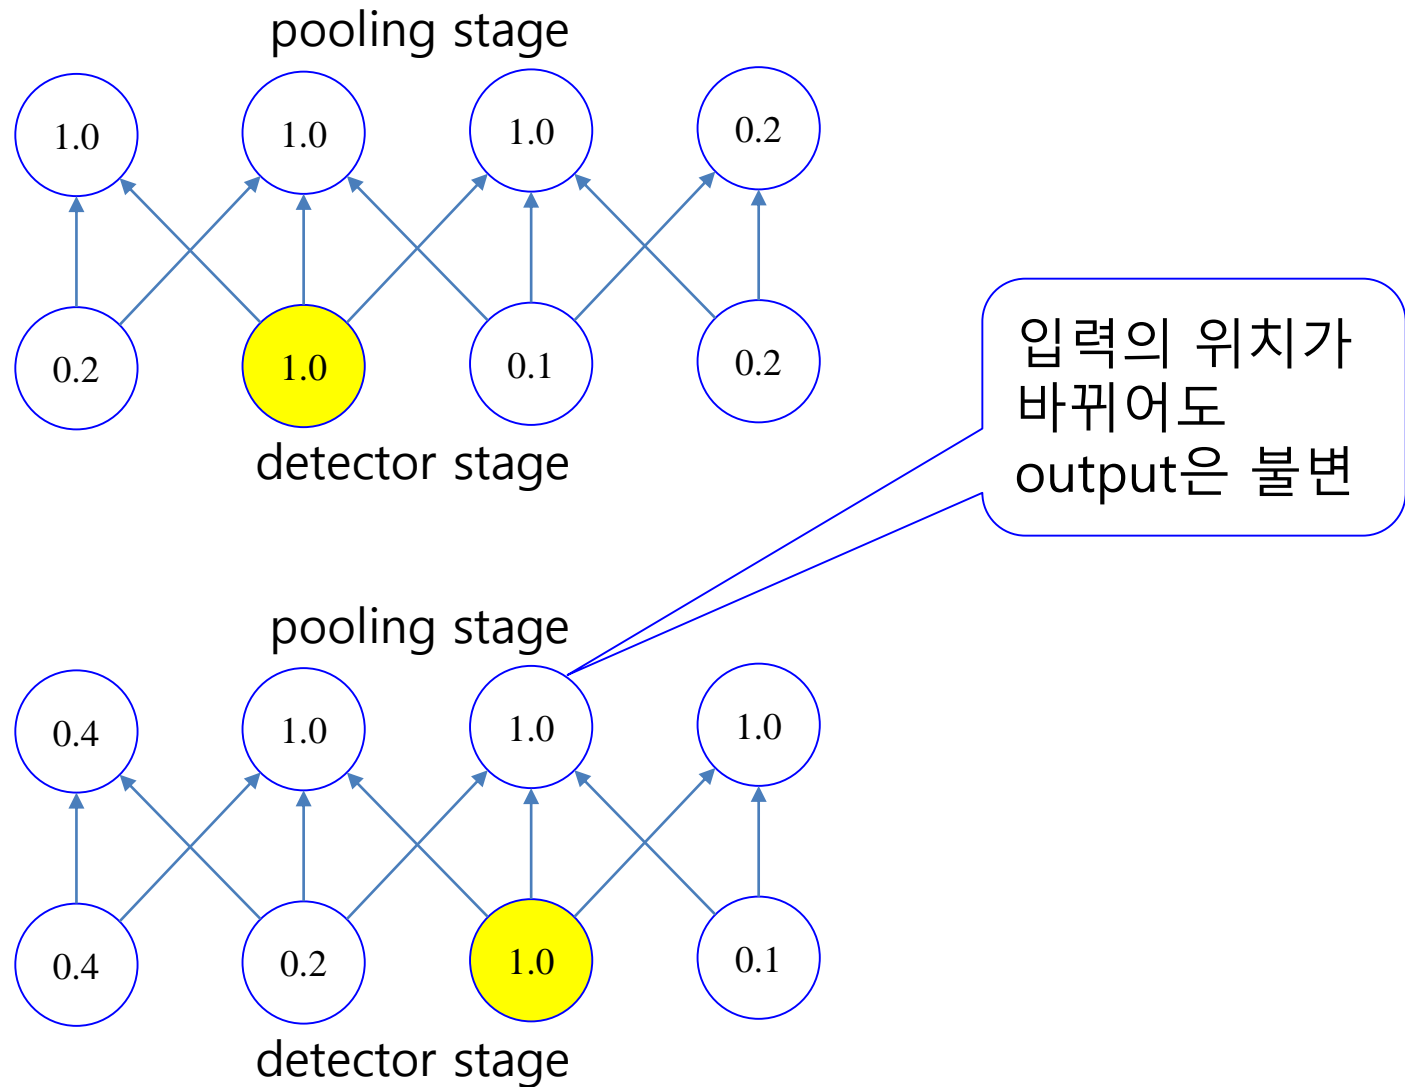 pooling stage
1.0 1.0 1.0 0.2
0.2 1.0 0.1 0.2
detector stage
입력의 위치가
바뀌어도
output은 불변
pooling stage
0.4 1.0 1.0 1.0
0.4 0.2 1.0 0.1
detector stage